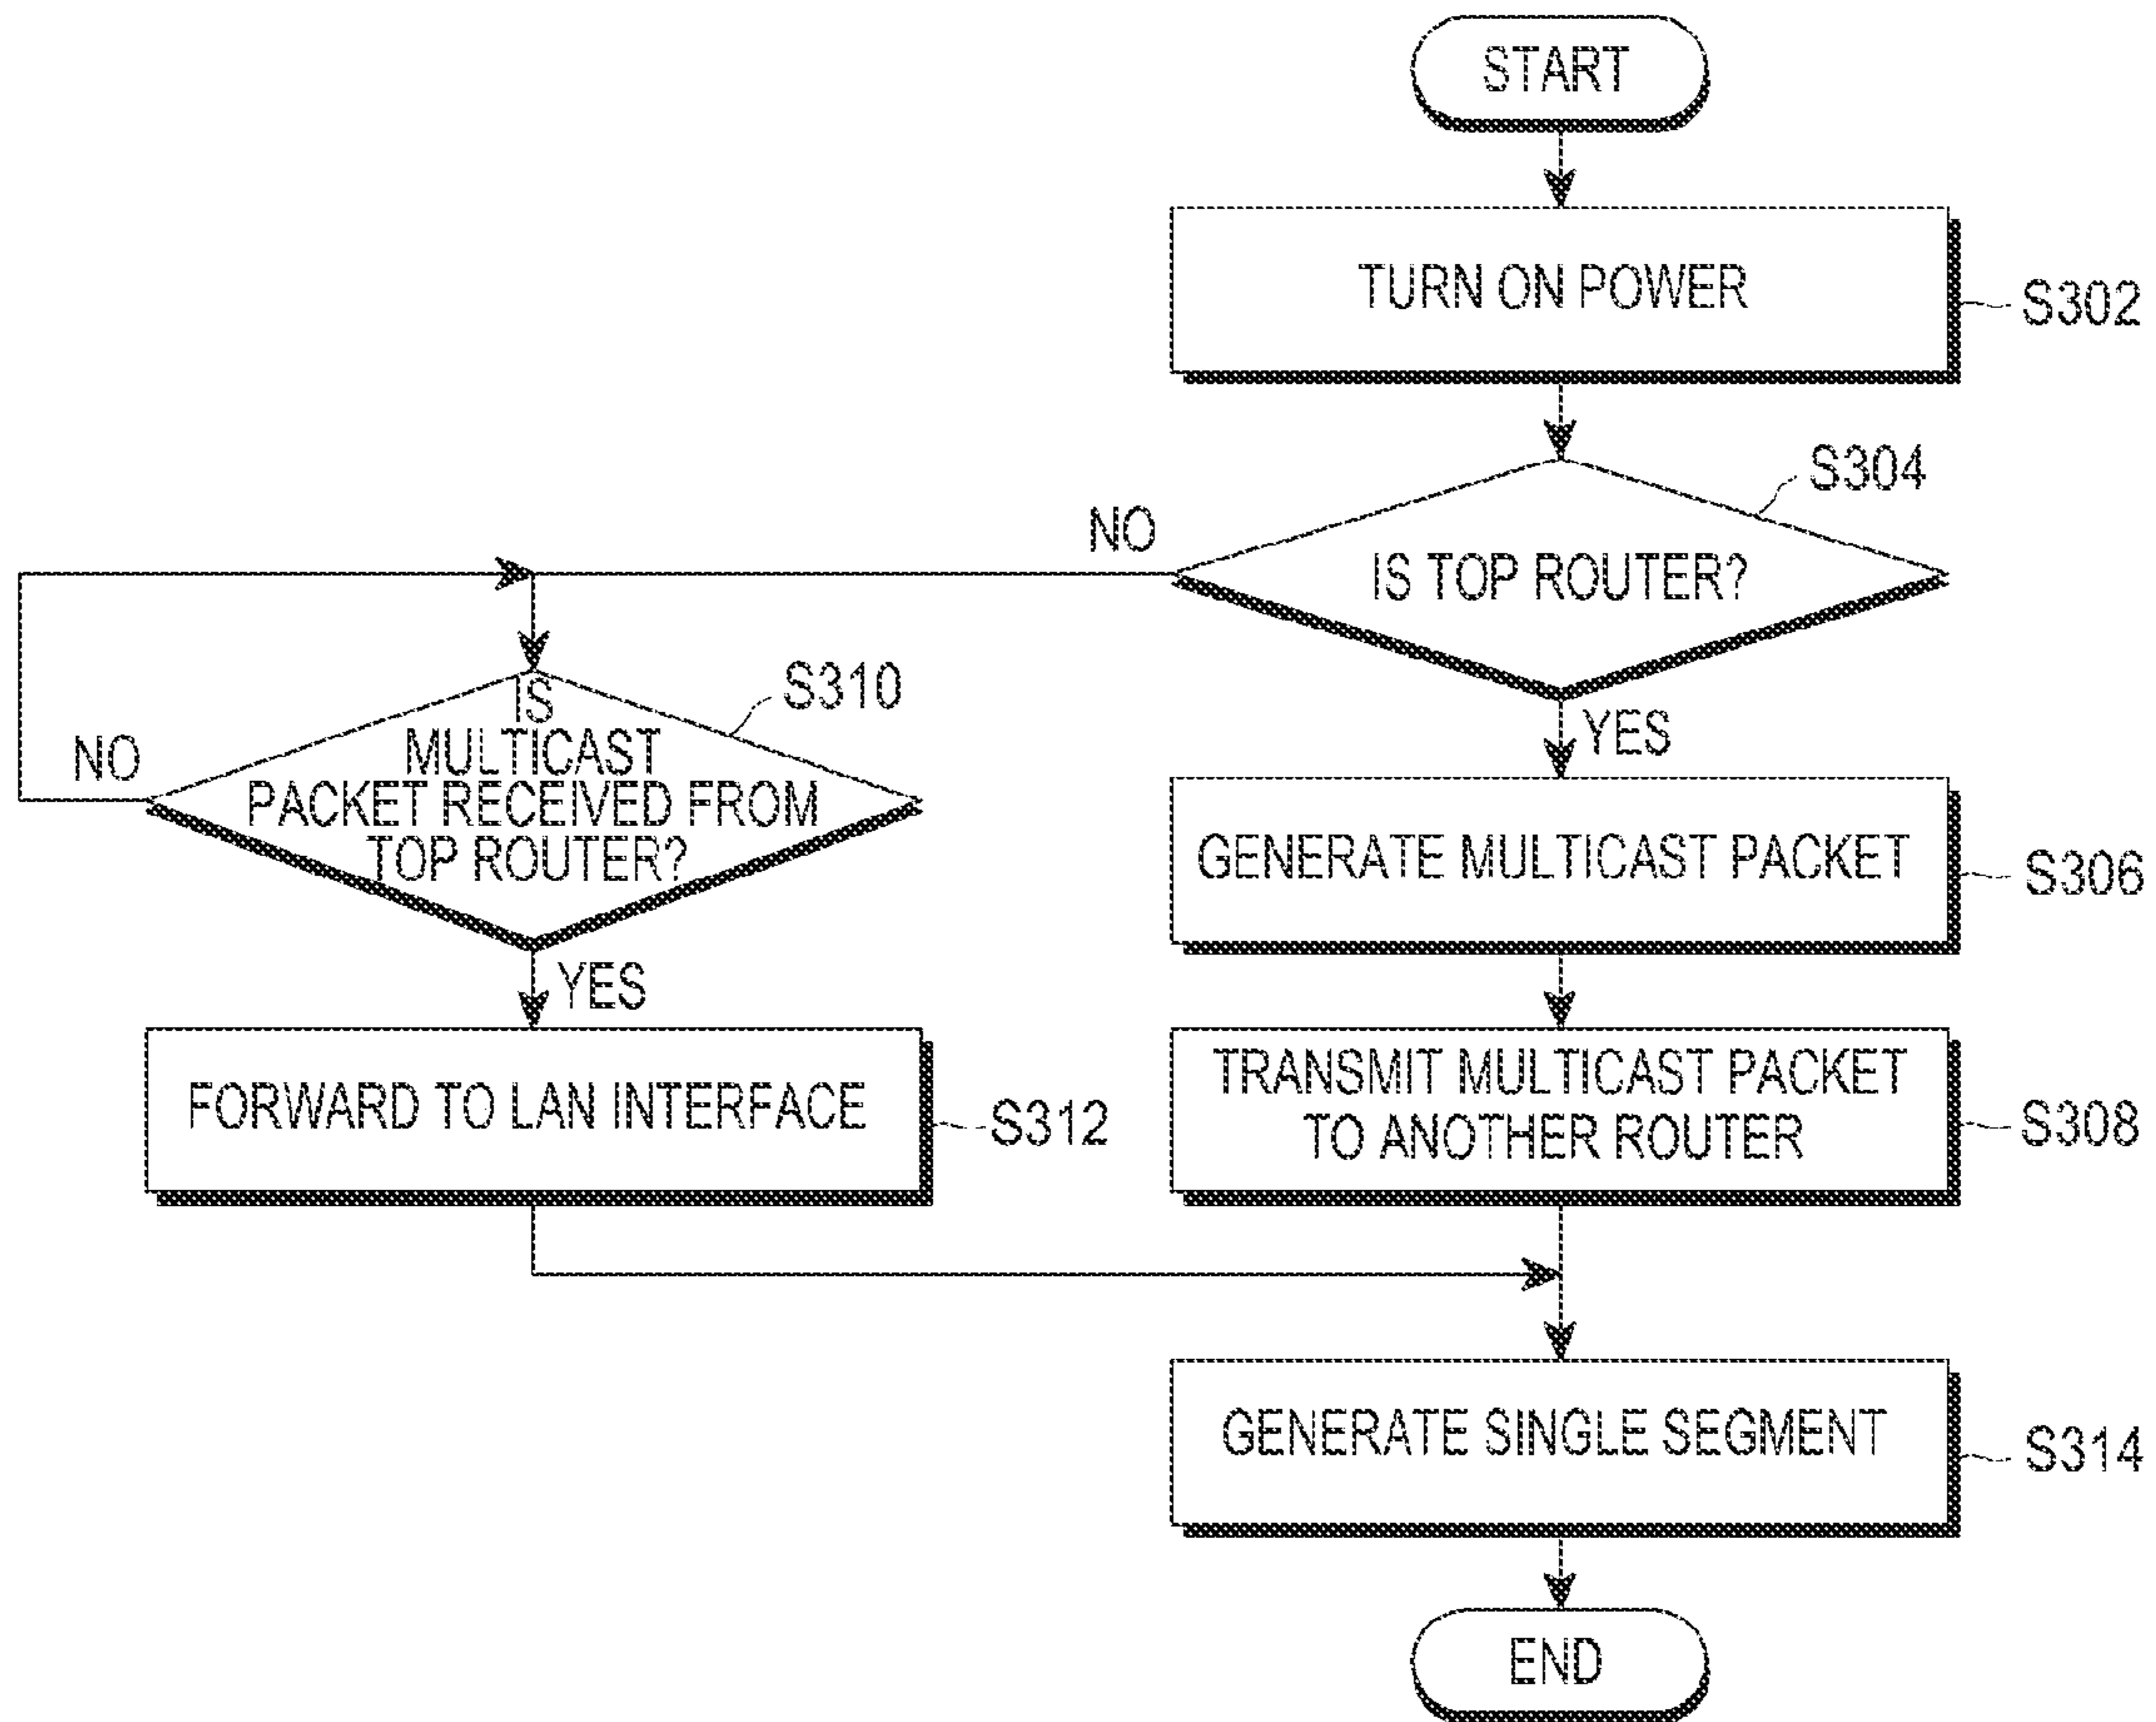 START
TURN ON POWER
S302
S304
NO
IS TOP ROUTER?
S310
IS
MULTICAST
PACKET RECEIVED FROM
TOP ROUTER?
NO
YES
GENERATE MULTICAST PACKET
S306
YES
FORWARD TO LAN INTERFACE
S312
TRANSMIT MULTICAST PACKET
TO ANOTHER ROUTER
S308
GENERATE SINGLE SEGMENT
S314
END